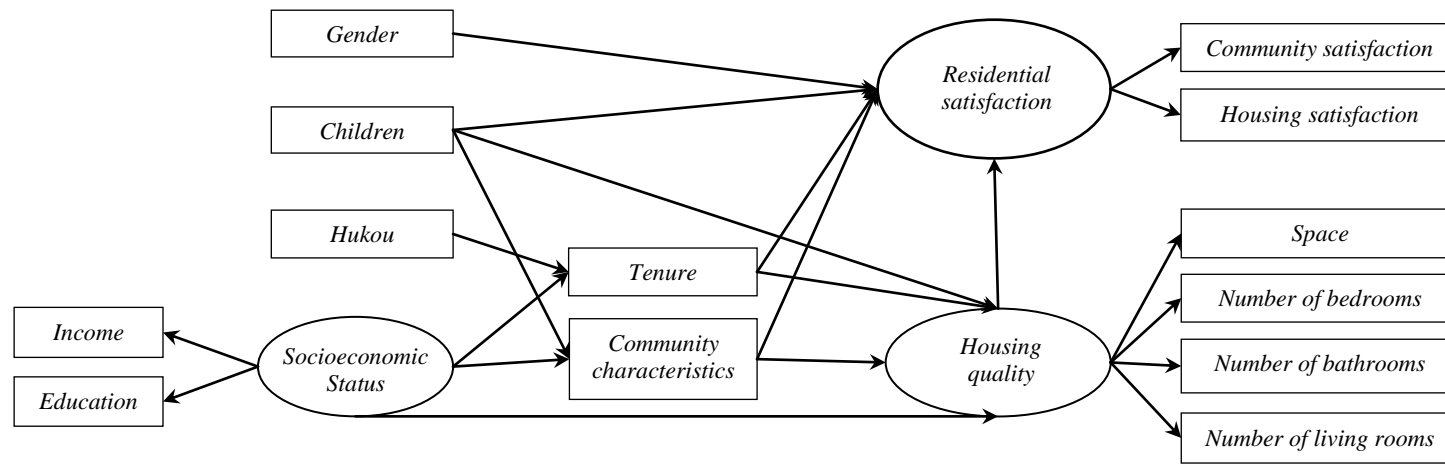 Gender
Children
Hukou
Income
Education
Socioeconomic
Status
Tenure
Community
characteristics
Residential
satisfaction
Housing
quality
Community satisfaction
Housing satisfaction
Space
Number of bedrooms
Number of bathrooms
Number of living rooms